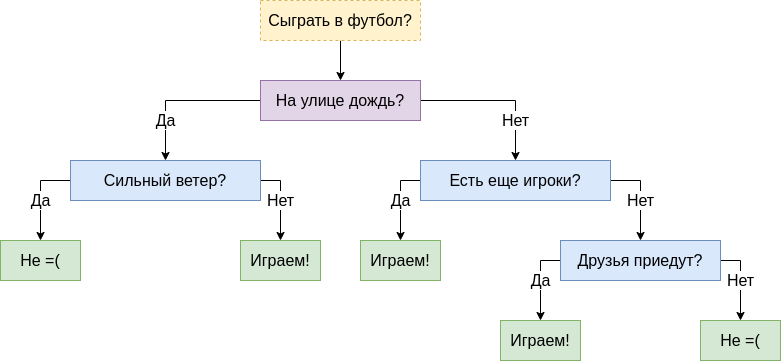 Сыграть в футбол?
На улице дождь?
Да
Нет
Сильный ветер?
Есть еще игроки?
Да
Нет
Да
Нет
Не =(
Играем!
Играем!
Друзья приедут?
Да
Нет
Играем!
Не =(